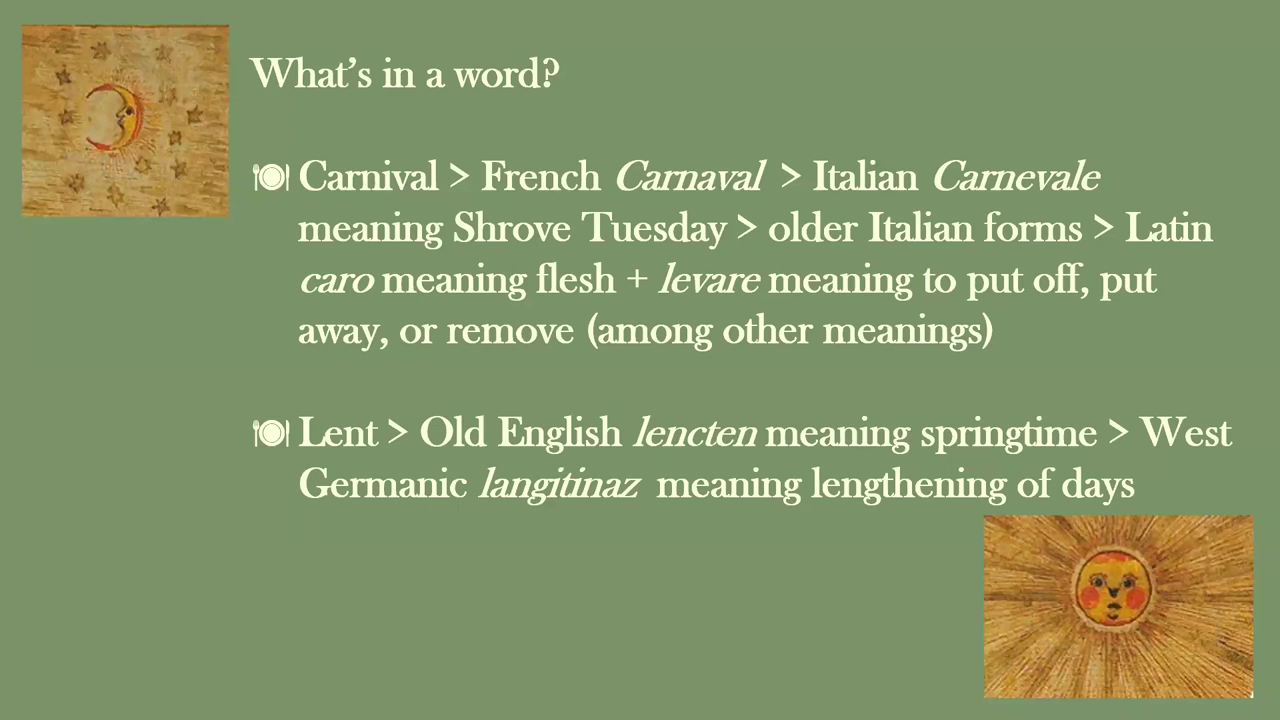 What's in a word?
🍽 Carnival > French Carnaval > Italian Carnevale
meaning Shrove Tuesday > older Italian forms > Latin
caro meaning flesh + levare meaning to put off, put
away, or remove (among other meanings)
🍽 Lent > Old English lencten meaning springtime > West
Germanic langitinaz meaning lengthening of days